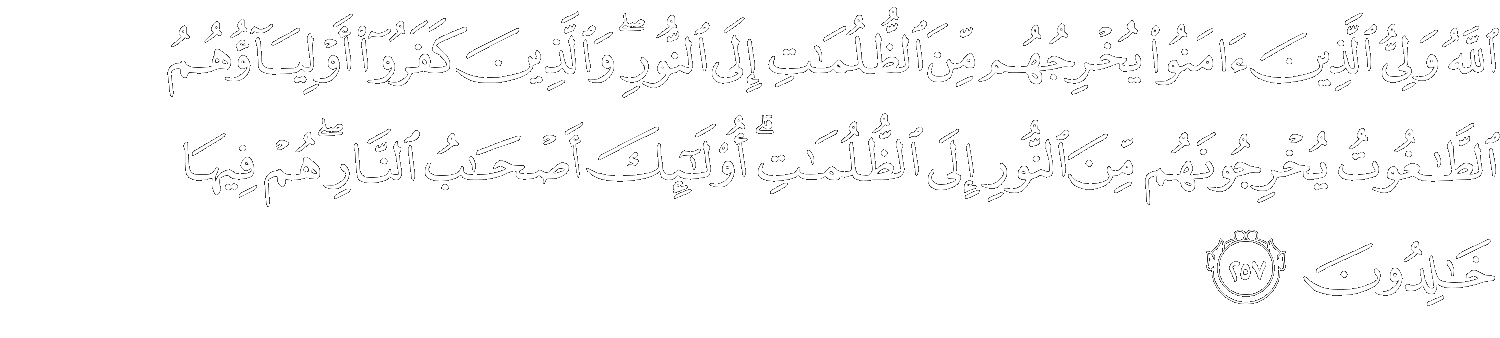 ٱللَّهُ وَلِىُّ ٱلَّذِينَ ءَامَنُوا۟ يُخْرِجُهُم مِّنَ ٱلظُّلُمَـٰتِ إِلَى ٱلنُّورِ ۖ وَٱلَّذِينَ كَفَرُوٓا۟ أَوْلِيَآؤُهُمُ
ٱلطَّـٰغُوتُ يُخْرِجُونَهُم مِّنَ ٱلنُّورِ إِلَى ٱلظُّلُمَـٰتِ ۗ أُو۟لَـٰٓئِكَ أَصْحَـٰبُ ٱلنَّارِ ۖ هُمْ فِيهَا
خَـٰلِدُونَ ٢٥٧